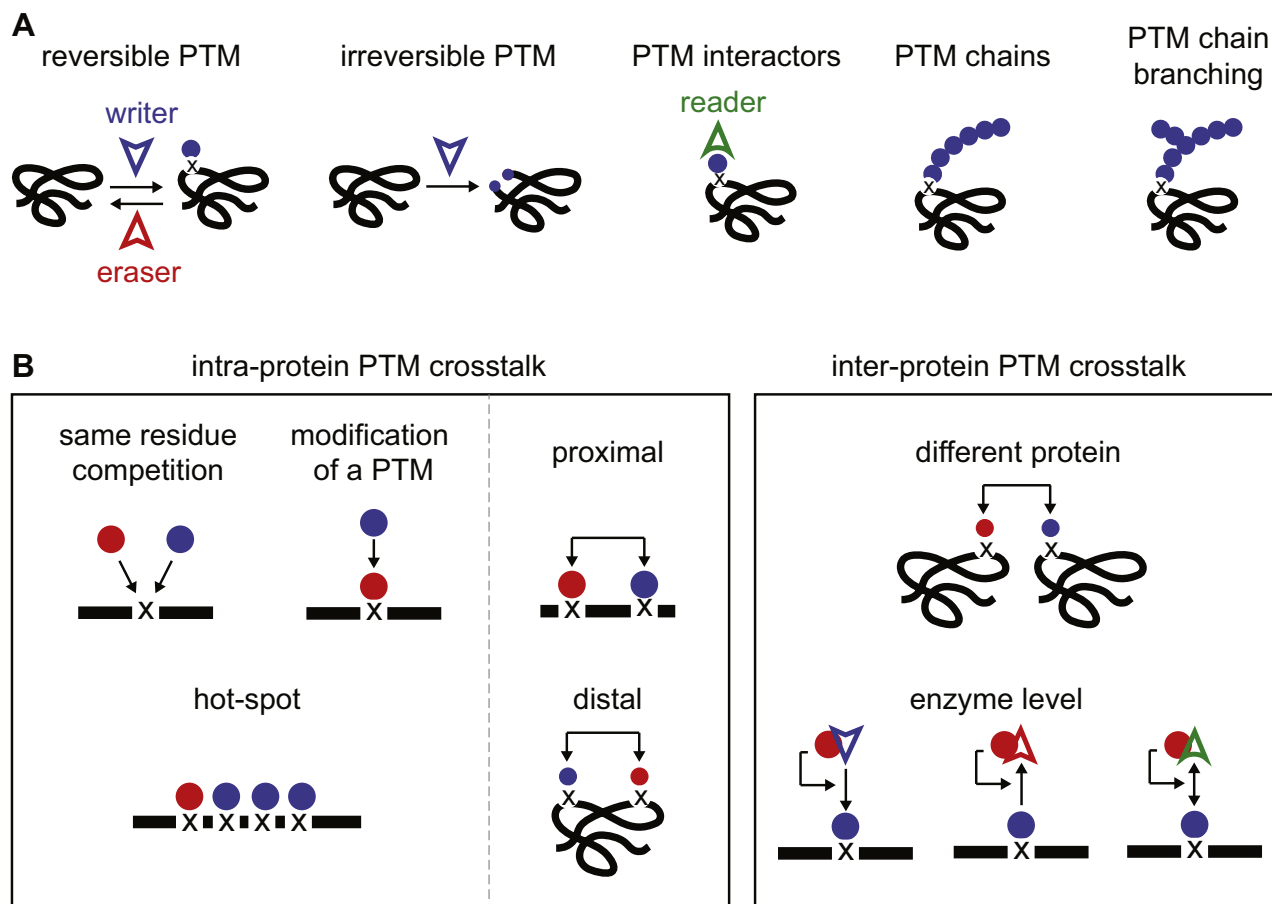 A
reversible PTM
irreversible PTM
PTM interactors
PTM chains
PTM chain
branching
writer
reader
x
x
x
x
eraser
B
intra-protein PTM crosstalk
inter-protein PTM crosstalk
same residue
competition
modification
of a PTM
proximal
different protein
x
x
X
X
X
X
hot-spot
distal
enzyme level
x
x
X
X
X
X
X
X
X